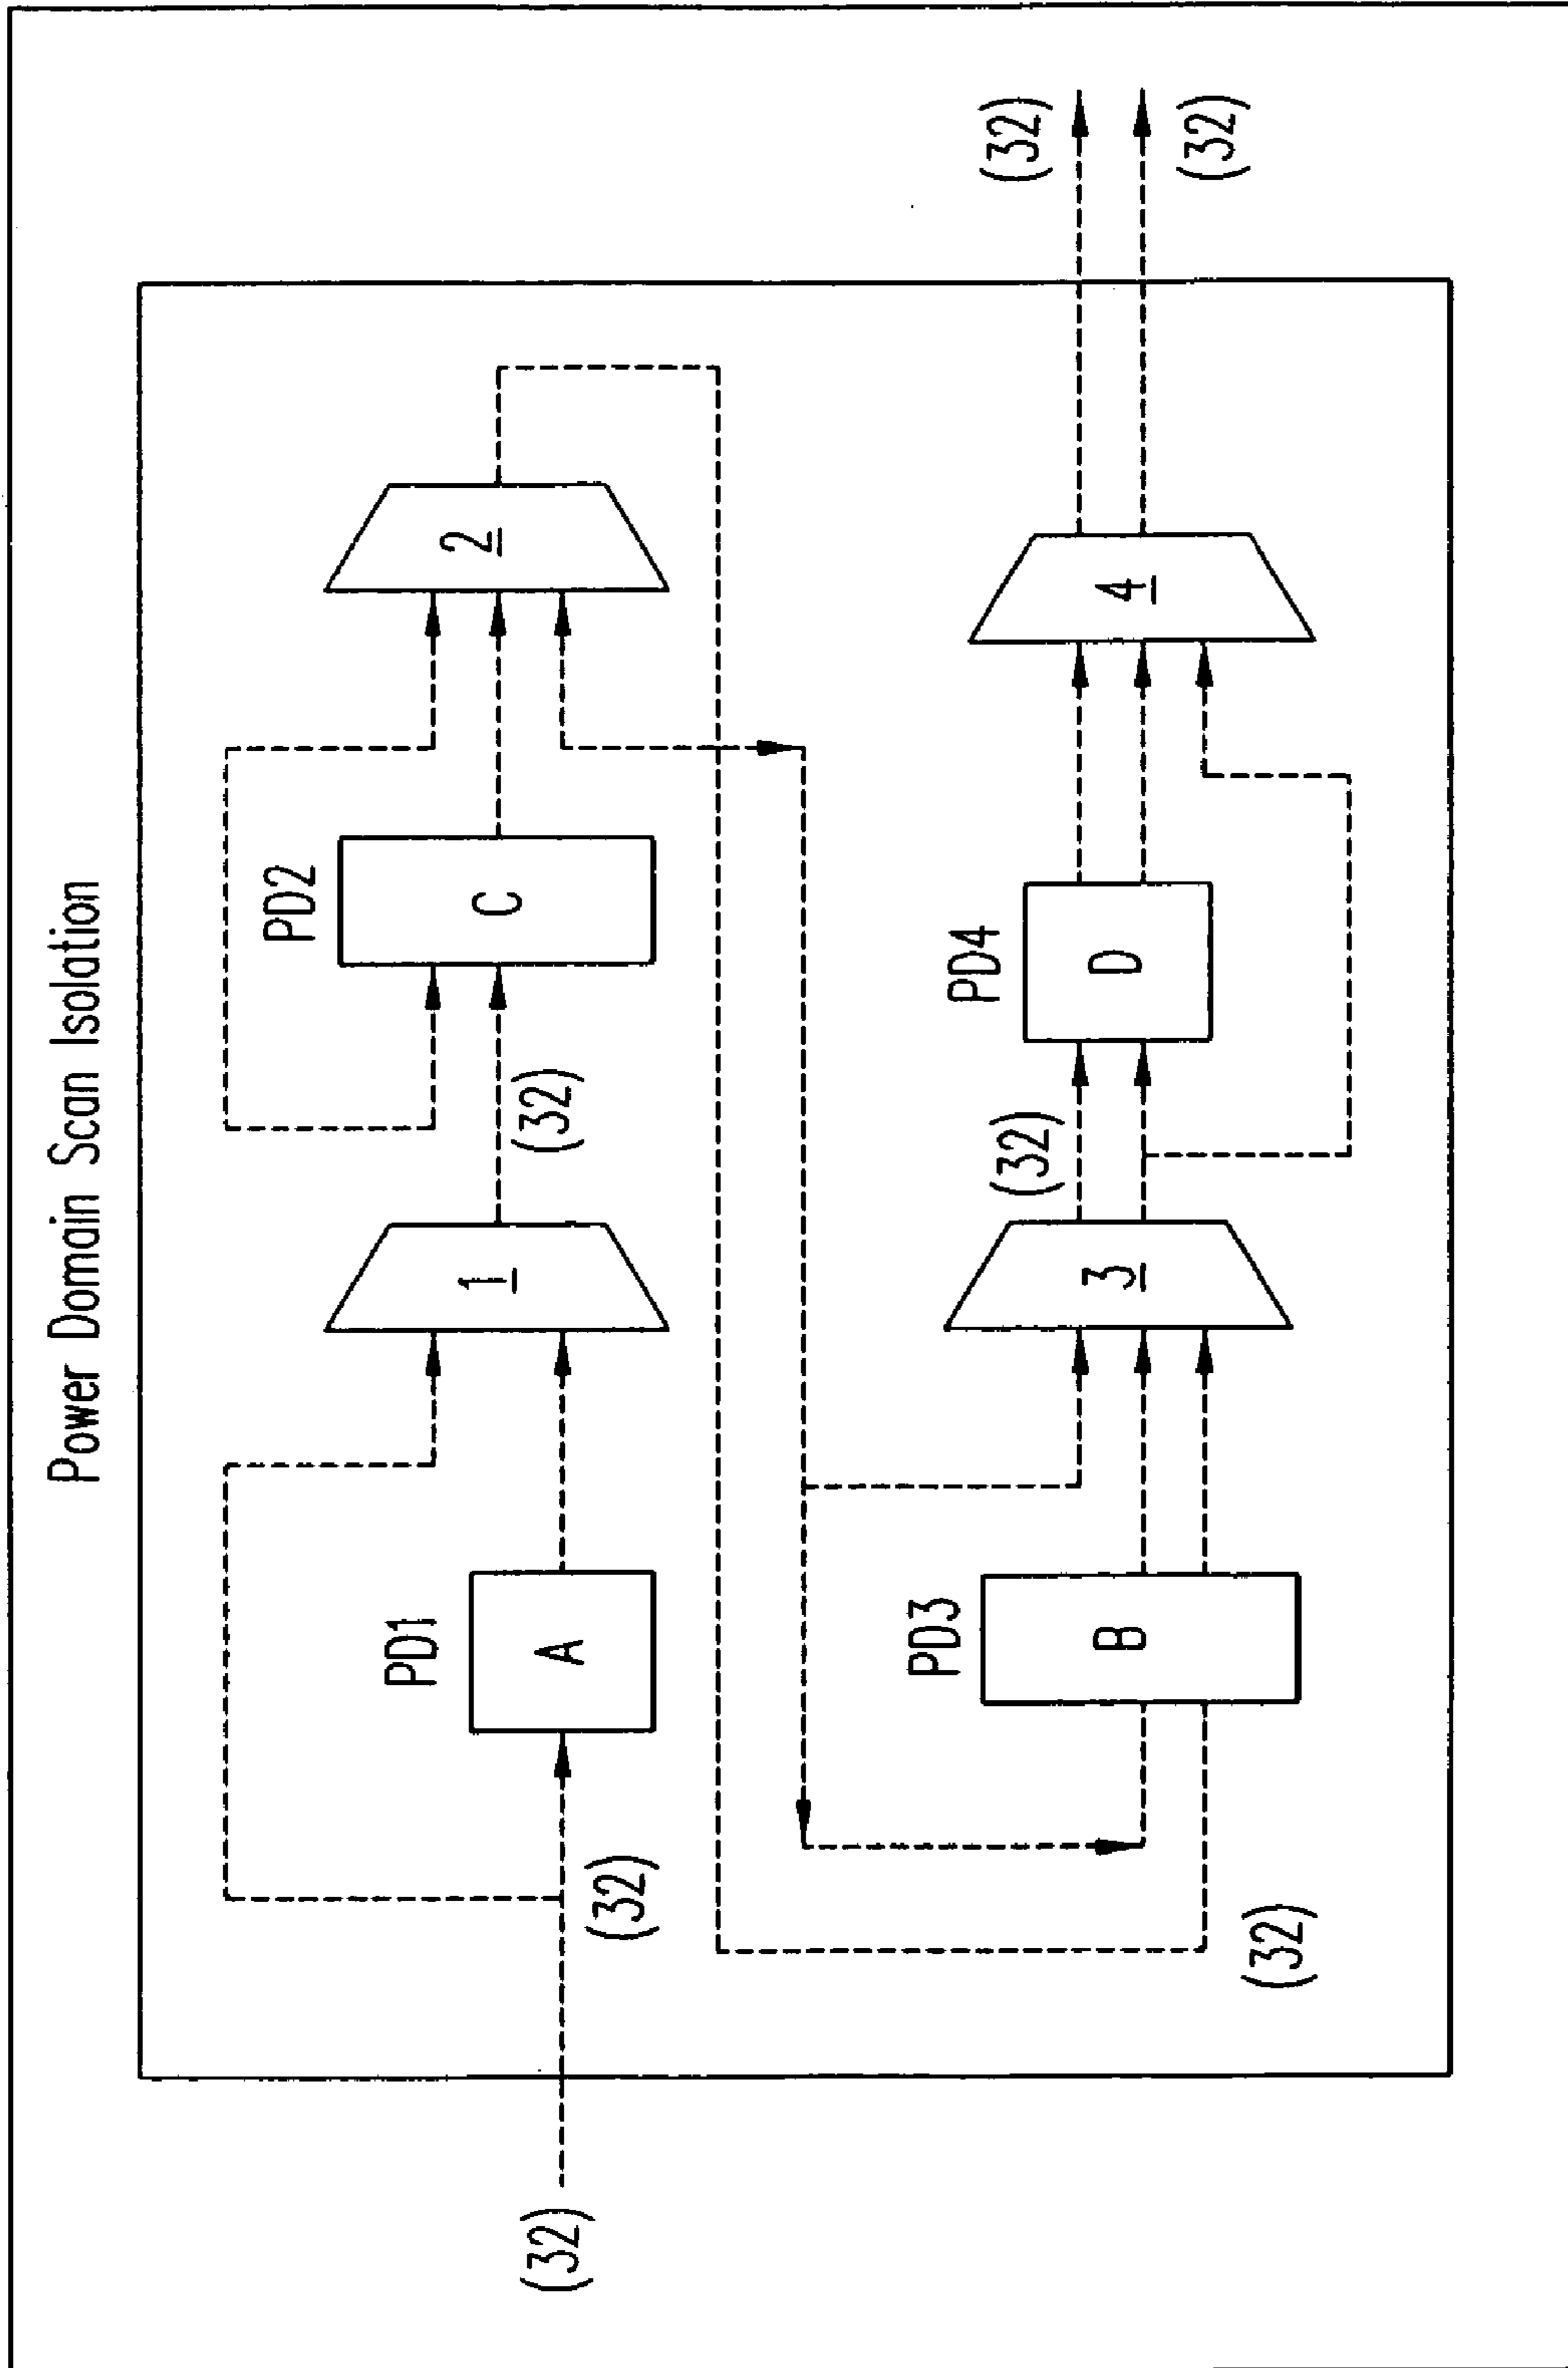 Power Domain Scan Isolation
PD2
PD1
C
2
1
A
(32)
(32)
(32)
(32)
(32)
PD4
PD3
(32)
D
4
3
B
(32)